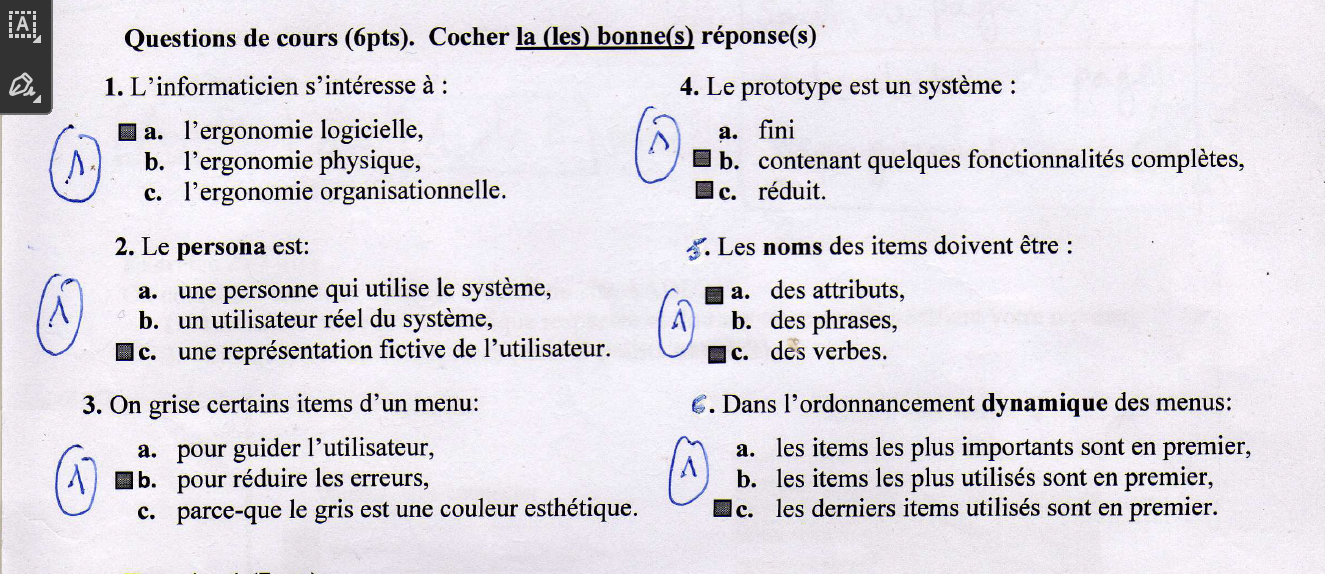 Questions de cours (6pts). Cocher la (les) bonne(s) réponse(s)
1. L'informaticien s'intéresse à :
a. l'ergonomie logicielle,
b. l'ergonomie physique,
c. l'ergonomie organisationnelle.
1
2. Le persona est:
a. une personne qui utilise le système,
b. un utilisateur réel du système,
c. une représentation fictive de l'utilisateur.
1
3. On grise certains items d'un menu:
a. pour guider l'utilisateur,
b. pour réduire les erreurs,
c. parce-que le gris est une couleur esthétique.
1
4. Le prototype est un système :
a. fini
b. contenant quelques fonctionnalités complètes,
c. réduit.
1
5. Les noms des items doivent être :
a. des attributs,
b. des phrases,
c. des verbes.
1
6. Dans l'ordonnancement dynamique des menus:
a. les items les plus importants sont en premier,
b. les items les plus utilisés sont en premier,
c. les derniers items utilisés sont en premier.
1